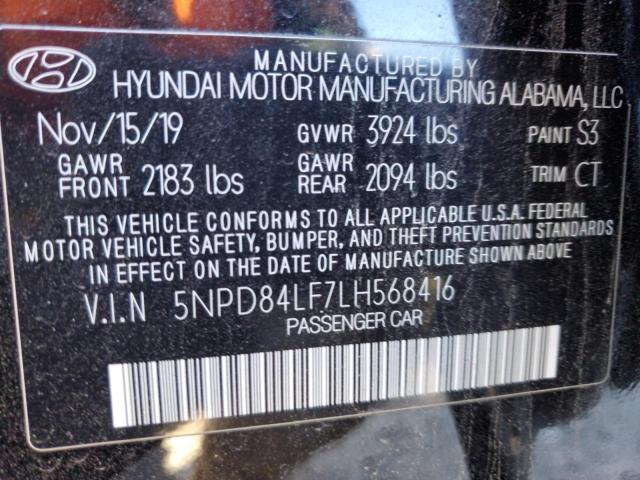 MANUFACTURED BY
HYUNDAI MOTOR MANUFACTURING ALABAMA, LLC
Nov/15/19 GVWR 3924 lbs PAINT S3
GAWR FRONT 2183 lbs GAWR REAR 2094 lbs TRIM CT
THIS VEHICLE CONFORMS TO ALL APPLICABLE U.S.A. FEDERAL
MOTOR VEHICLE SAFETY, BUMPER, AND THEFT PREVENTION STANDARDS
IN EFFECT ON THE DATE OF MANUFACTURE SHOWN ABOVE.
V.I.N 5NPD84LF7LH568416
PASSENGER CAR